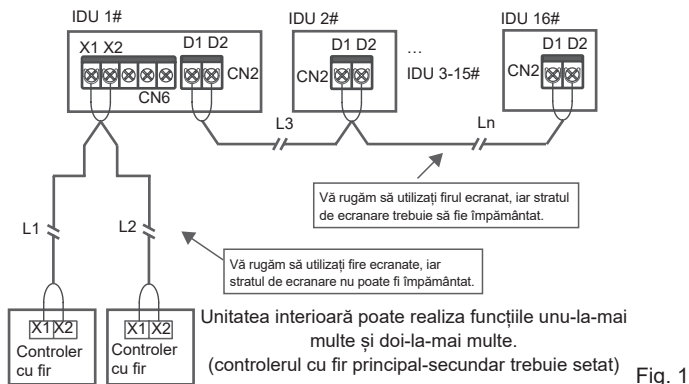 IDU 1#
IDU 2#
IDU 16#
X1 X2
D1 D2
D1 D2
D1 D2
...
IDU 3-15#
CN2
CN2
CN2
CN6
L3
Ln
Vă rugăm să utilizați firul ecranat, iar stratul
de ecranare trebuie să fie împământat.
L1
L2
Vă rugăm să utilizați fire ecranate, iar
stratul de ecranare nu poate fi împământat.
X1 X2
Controler
cu fir
X1 X2
Controler
cu fir
Unitatea interioară poate realiza funcțiile unu-la-mai
multe și doi-la-mai multe.
(controlerul cu fir principal-secundar trebuie setat)
Fig. 1